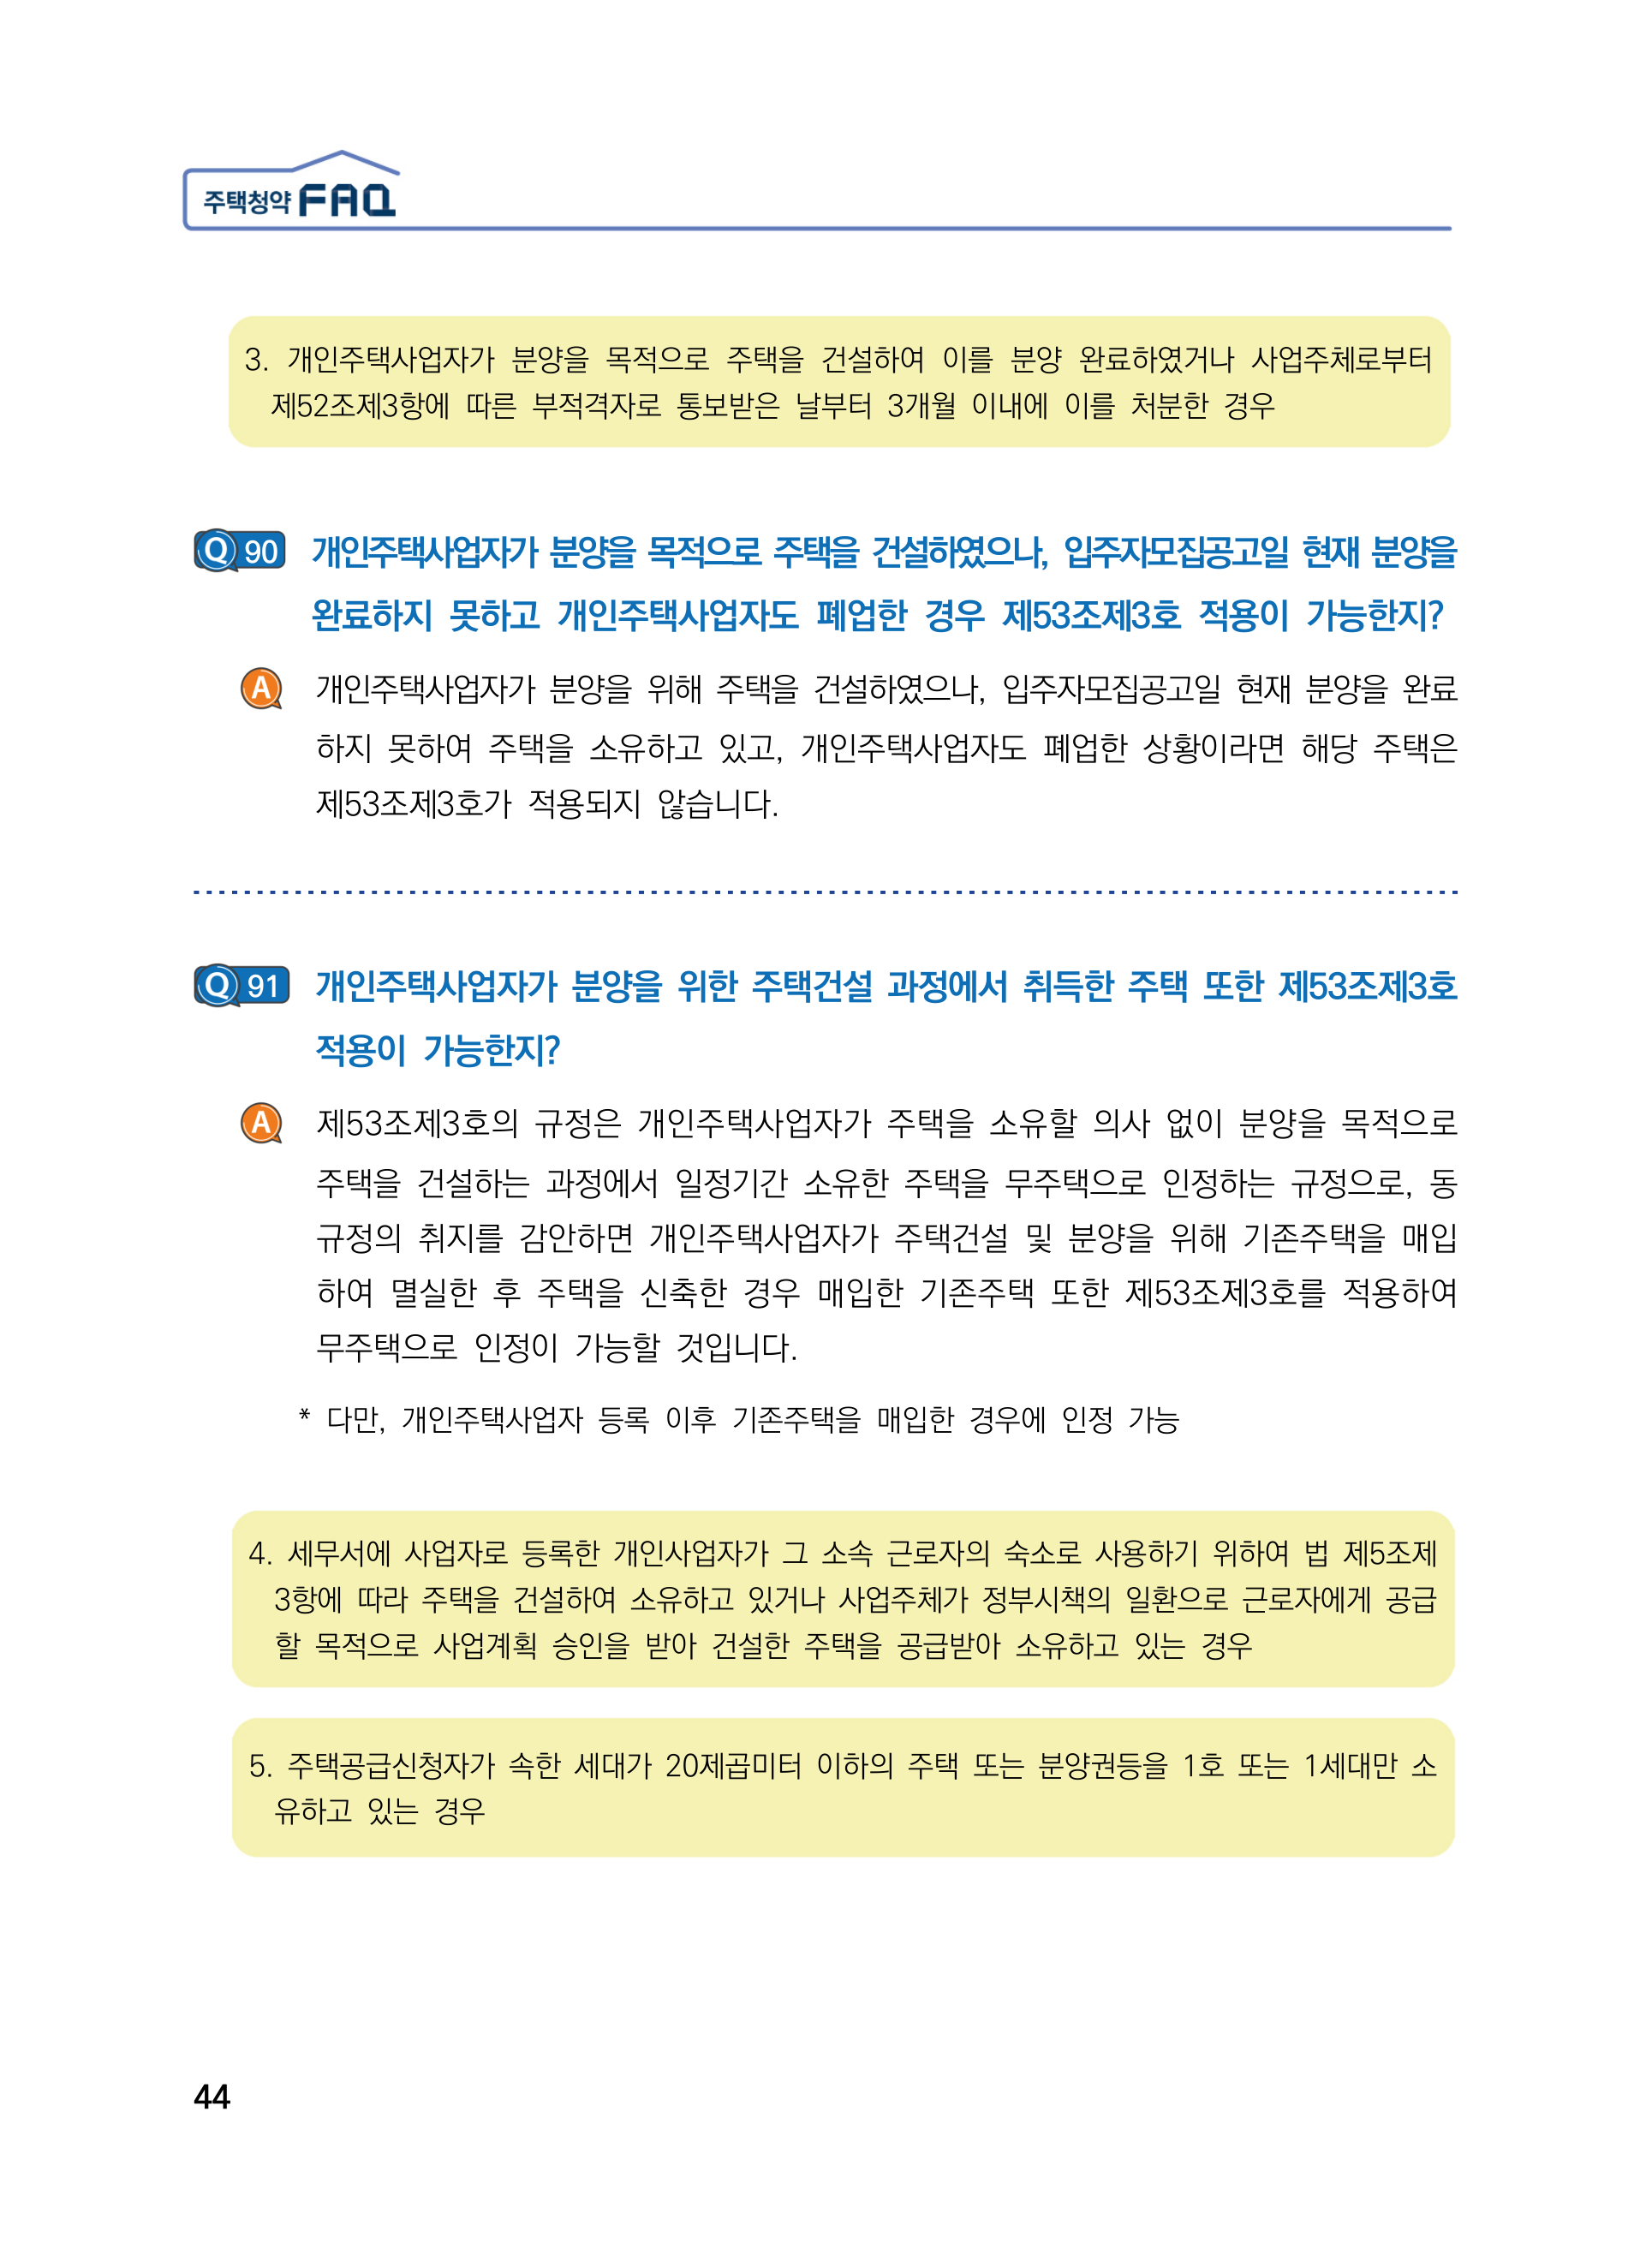 주택청약 FAQ
3. 개인주택사업자가 분양을 목적으로 주택을 건설하여 이를 분양 완료하였거나 사업주체로부터
제52조제3항에 따른 부적격자로 통보받은 날부터 3개월 이내에 이를 처분한 경우
Q 90 개인주택사업자가 분양을 목적으로 주택을 건설하였으나, 입주자모집공고일 현재 분양을
완료하지 못하고 개인주택사업자도 폐업한 경우 제53조제3호 적용이 가능한지?
A 개인주택사업자가 분양을 위해 주택을 건설하였으나, 입주자모집공고일 현재 분양을 완료
하지 못하여 주택을 소유하고 있고, 개인주택사업자도 폐업한 상황이라면 해당 주택은
제53조제3호가 적용되지 않습니다.
Q 91 개인주택사업자가 분양을 위한 주택건설 과정에서 취득한 주택 또한 제53조제3호
적용이 가능한지?
A 제53조제3호의 규정은 개인주택사업자가 주택을 소유할 의사 없이 분양을 목적으로
주택을 건설하는 과정에서 일정기간 소유한 주택을 무주택으로 인정하는 규정으로, 동
규정의 취지를 감안하면 개인주택사업자가 주택건설 및 분양을 위해 기존주택을 매입
하여 멸실한 후 주택을 신축한 경우 매입한 기존주택 또한 제53조제3호를 적용하여
무주택으로 인정이 가능할 것입니다.
* 다만, 개인주택사업자 등록 이후 기존주택을 매입한 경우에 인정 가능
4. 세무서에 사업자로 등록한 개인사업자가 그 소속 근로자의 숙소로 사용하기 위하여 법 제5조제
3항에 따라 주택을 건설하여 소유하고 있거나 사업주체가 정부시책의 일환으로 근로자에게 공급
할 목적으로 사업계획 승인을 받아 건설한 주택을 공급받아 소유하고 있는 경우
5. 주택공급신청자가 속한 세대가 20제곱미터 이하의 주택 또는 분양권등을 1호 또는 1세대만 소
유하고 있는 경우
44